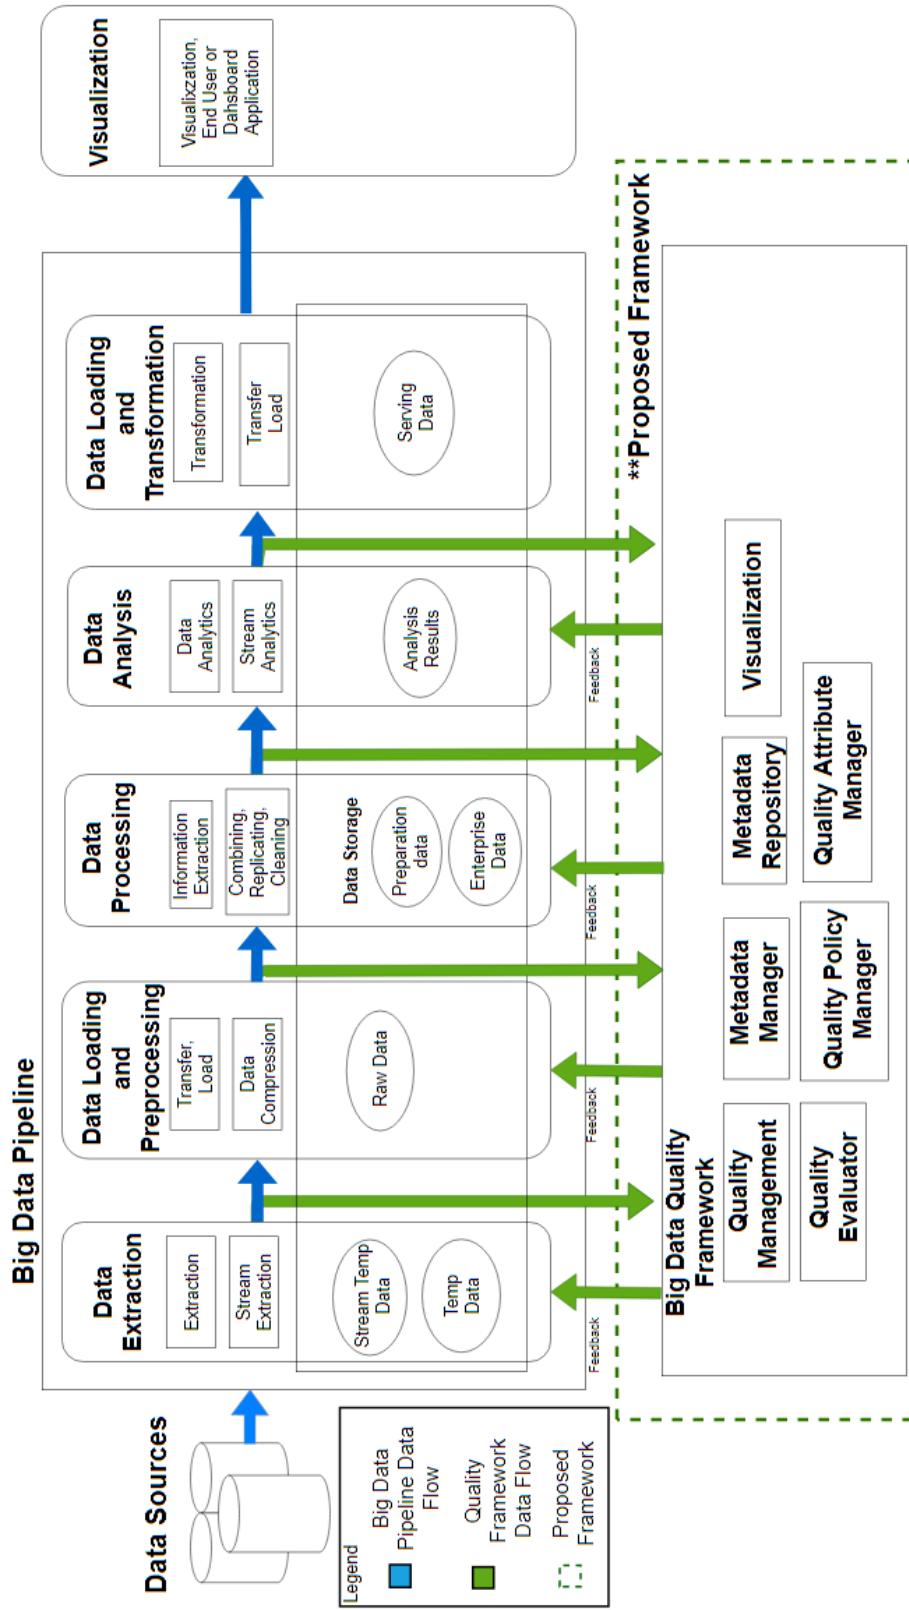 Big Data Pipeline
Data Sources
Data
Extraction
Extraction
Stream
Extraction
Stream Temp
Data
Temp
Data
Data Loading
and
Preprocessing
Transfer,
Load
Data
Compression
Raw Data
Data
Processing
Information
Extraction
Combining,
Replicating,
Cleaning
Data Storage
Preparation
data
Enterprise
Data
Data
Analysis
Data
Analytics
Stream
Analytics
Analysis
Results
Data Loading
and
Transformation
Transformation
Transfer
Load
Serving
Data
Visualization
Visualixzation,
End User or
Dahsboard
Application
Feedback
Feedback
Feedback
Feedback
Legend
Big Data
Pipeline Data
Flow
Quality
Framework
Data Flow
Proposed
Framework
**Proposed Framework
Big Data Quality
Framework
Quality
Management
Metadata
Manager
Metadata
Repository
Visualization
Quality
Evaluator
Quality Policy
Manager
Quality Attribute
Manager